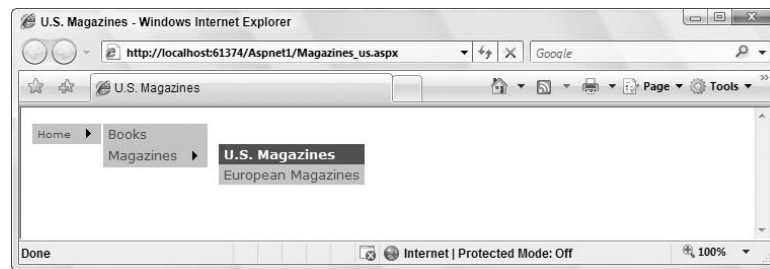 U.S. Magazines - Windows Internet Explorer
http://localhost:61374/Aspnet1/Magazines_us.aspx
Google
U.S. Magazines
Page
Tools
Home
Books
Magazines
U.S. Magazines
European Magazines
Done
Internet | Protected Mode: Off
100%